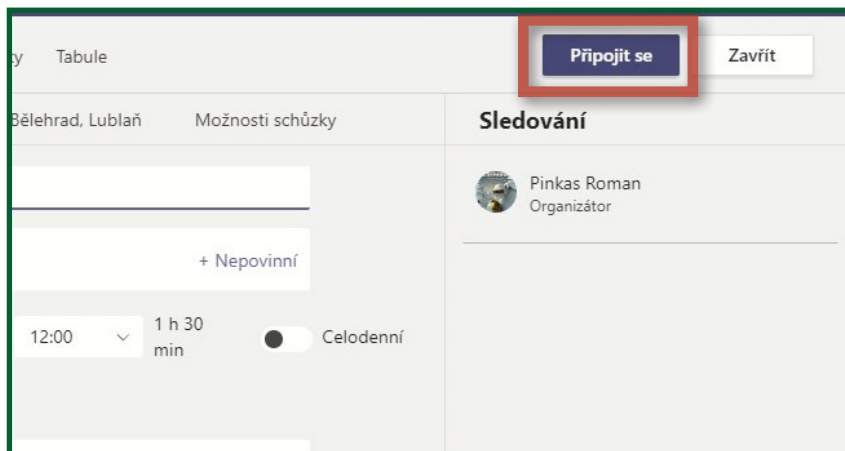 Tabule
Připojit se
Zavřít
Bělehrad, Lublaň
Možnosti schůzky
Sledování
Pinkas Roman
Organizátor
+ Nepovinní
12:00
1 h 30
min
Celodenní